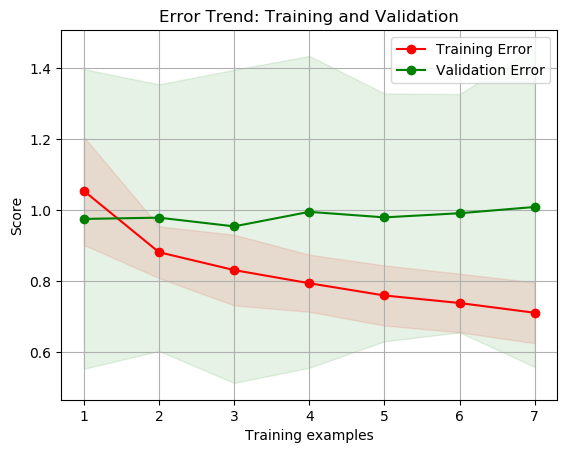 Error Trend: Training and Validation
Training Error
Validation Error
1.4
1.2
1.0
0.8
0.6
Score
1 2 3 4 5 6 7
Training examples